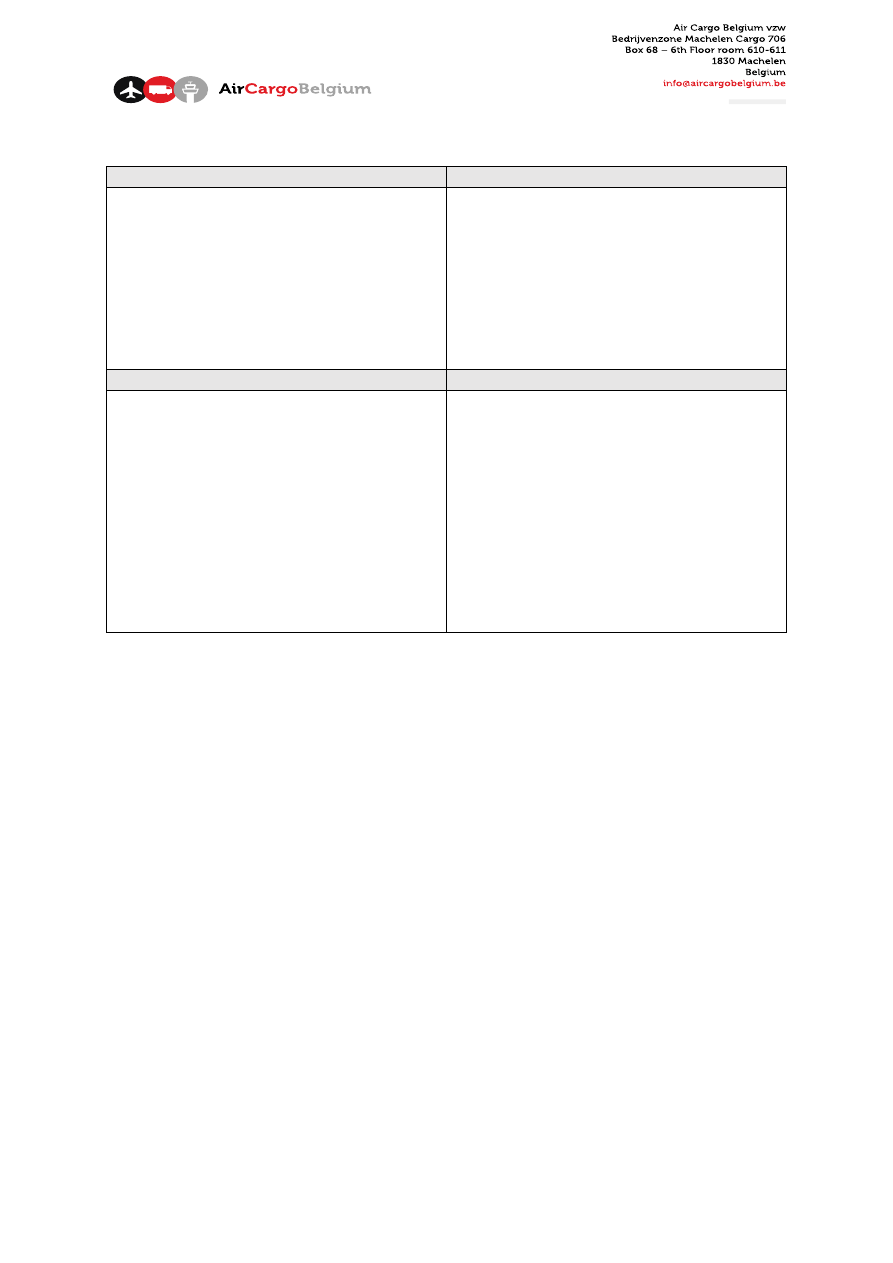 Air Cargo Belgium vzw
Bedrijvenzone Machelen Cargo 706
Box 68 – 6th Floor room 610-611
1830 Machelen
Belgium
info@aircargobelgium.be
AirCargoBelgium